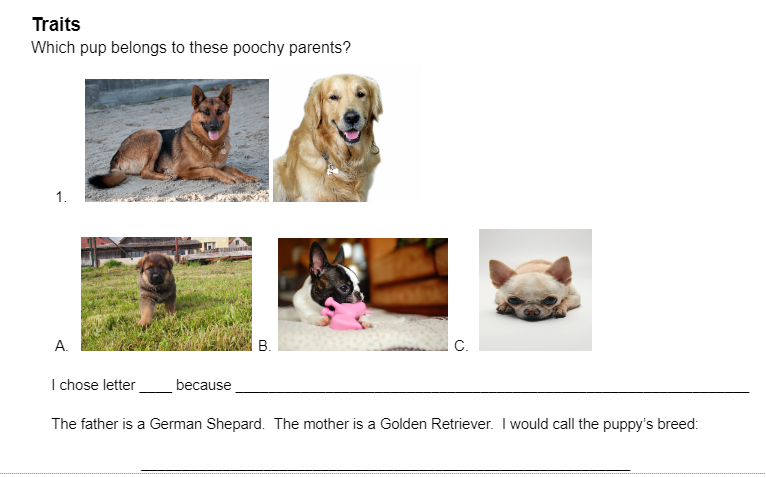 Traits
Which pup belongs to these poochy parents?
1.
A. B. C.
I chose letter ____ because ________________________________________________________________
The father is a German Shepard.  The mother is a Golden Retriever.  I would call the puppy’s breed:
_____________________________________________________________